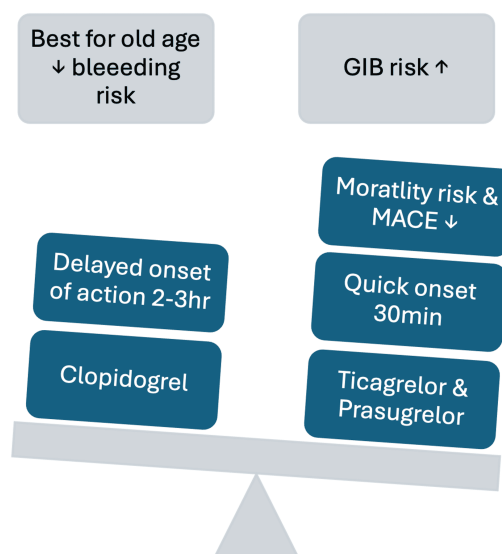 Best for old age
↓ bleeeding
risk
GIB risk ↑
Moratlity risk &
MACE ↓
Delayed onset
of action 2-3hr
Quick onset
30min
Clopidogrel
Ticagrelor &
Prasugrelor